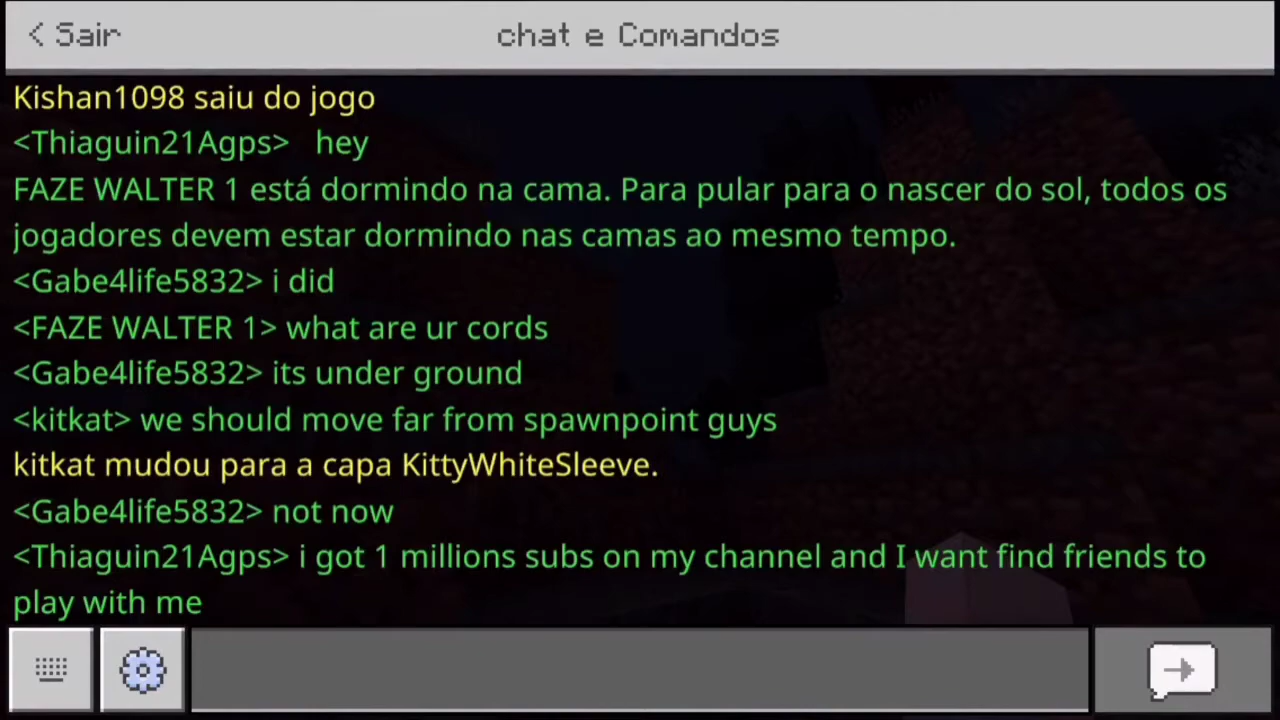 < Sair
chat e Comandos
Kishan1098 saiu do jogo
<Thiaguin21Agps> hey
FAZE WALTER 1 está dormindo na cama. Para pular para o nascer do sol, todos os
jogadores devem estar dormindo nas camas ao mesmo tempo.
<Gabe4life5832> i did
<FAZE WALTER 1> what are ur cords
<Gabe4life5832> its under ground
<kitkat> we should move far from spawnpoint guys
kitkat mudou para a capa KittyWhiteSleeve.
<Gabe4life5832> not now
<Thiaguin21Agps> i got 1 millions subs on my channel and I want find friends to
play with me